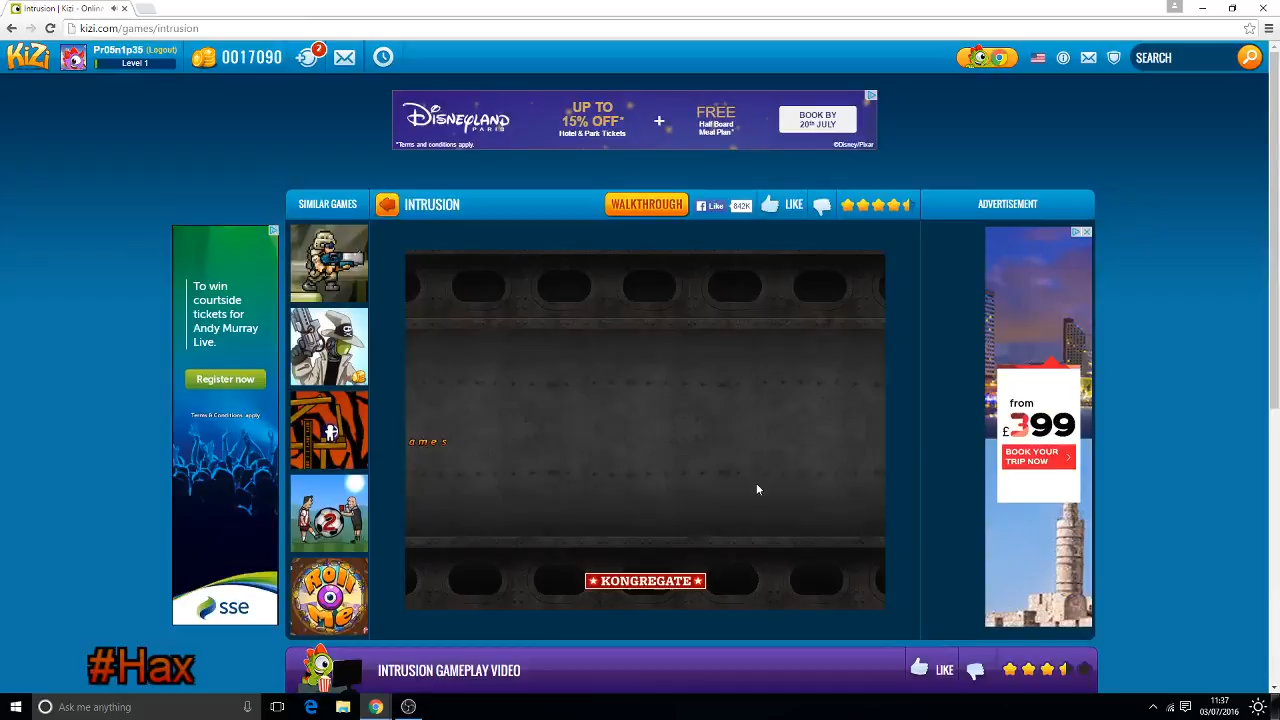 Intrusion | Kizi - Online
kizi.com/games/intrusion
KiZi
Pr05n1p35 (Logout)
Level 1
0017090
2
SEARCH
DISNEYLAND
PARIS
*Terms and conditions apply.
UP TO
15% OFF*
Hotel & Park Tickets
+
FREE
Half Board
Meal Plan*
BOOK BY
20th JULY
©Disney/Pixar
SIMILAR GAMES
INTRUSION
WALKTHROUGH
Like
642K
LIKE
ADVERTISEMENT
To win
courtside
tickets for
Andy Murray
Live.
Register now
Terms & Conditions apply
sse
2
Roll
Me
ames
KONGREGATE
from
£399
BOOK YOUR
TRIP NOW
#Hax
INTRUSION GAMEPLAY VIDEO
LIKE
Ask me anything
11:37
03/07/2016